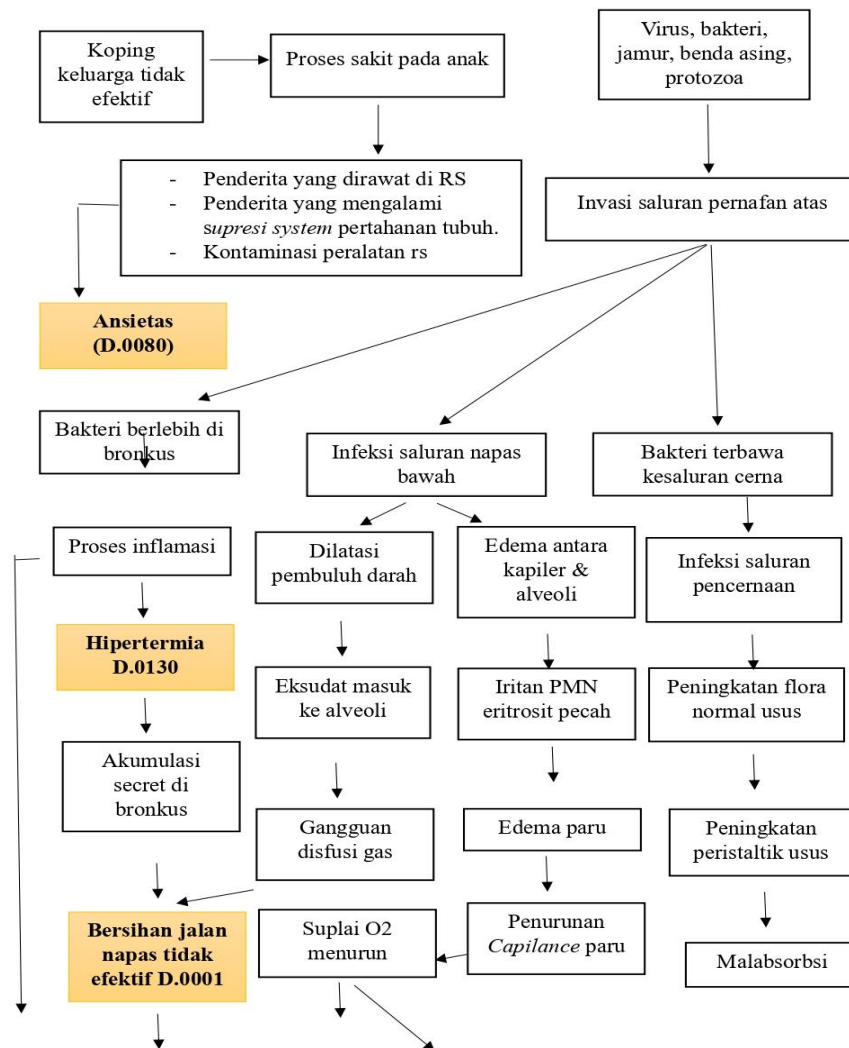 Koping
keluarga tidak
efektif
Proses sakit pada anak
Virus, bakteri,
jamur, benda asing,
protozoa
- Penderita yang dirawat di RS
- Penderita yang mengalami
supresi system pertahanan tubuh.
- Kontaminasi peralatan rs
Invasi saluran pernafan atas
Ansietas
(D.0080)
Bakteri berlebih di
bronkus
Infeksi saluran napas
bawah
Bakteri terbawa
kesaluran cerna
Proses inflamasi
Dilatasi
pembuluh darah
Edema antara
kapiler &
alveoli
Infeksi saluran
pencernaan
Hipertermia
D.0130
Eksudat masuk
ke alveoli
Iritan PMN
eritrosit pecah
Peningkatan flora
normal usus
Akumulasi
secret di
bronkus
Gangguan
disfusi gas
Edema paru
Peningkatan
peristaltik usus
Bersihan jalan
napas tidak
efektif D.0001
Suplai O2
menurun
Penurunan
Capilance paru
Malabsorbsi